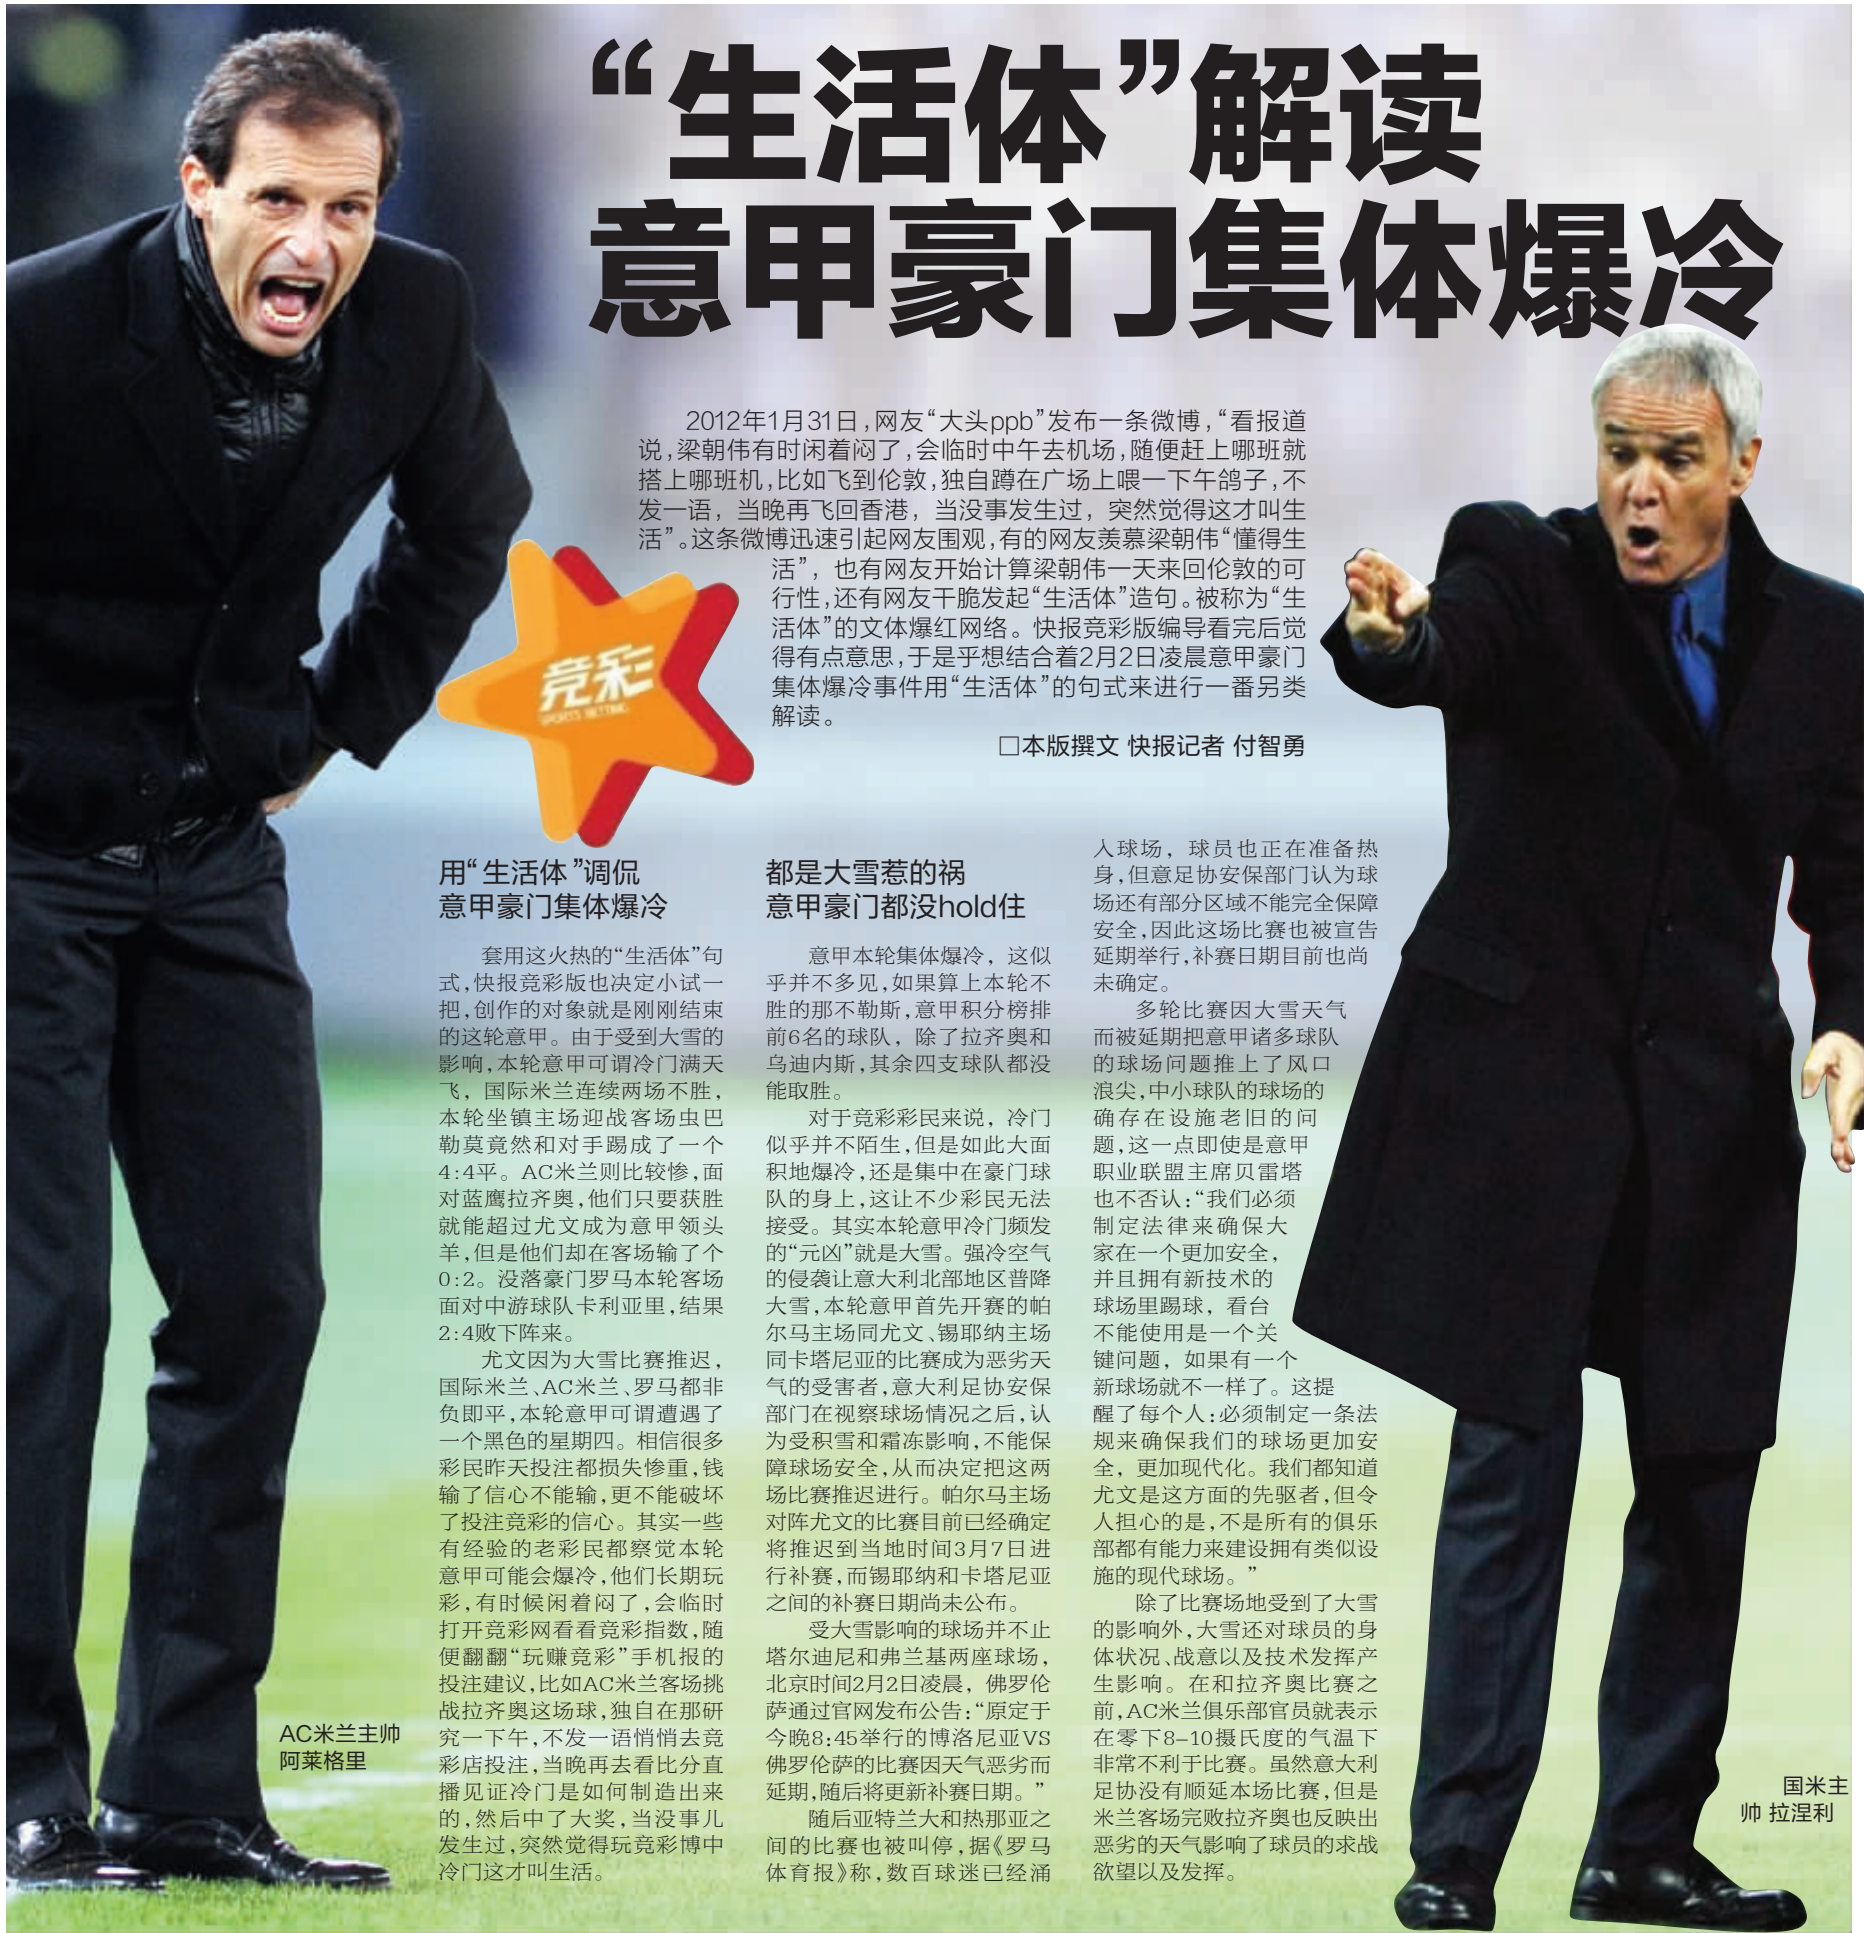 “生活体”解读
意甲豪门集体爆冷
2012年1月31日,网友“大头ppb”发布一条微博,“看报道
说,梁朝伟有时闲着闷了,会临时中午去机场,随便赶上哪班就
搭上哪班机,比如飞到伦敦,独自蹲在广场上喂一下午鸽子,不
发一语，当晚再飞回香港，当没事发生过，突然觉得这才叫生
活”。这条微博迅速引起网友围观,有的网友羡慕梁朝伟“懂得生
活”，也有网友开始计算梁朝伟一天来回伦敦的可
行性,还有网友干脆发起“生活体”造句。被称为“生
活体”的文体爆红网络。快报竞彩版编导看完后觉
得有点意思,于是乎想结合着2月2日凌晨意甲豪门
集体爆冷事件用“生活体”的句式来进行一番另类
解读。
□本版撰文 快报记者 付智勇
竞彩
SPORTS BETTING
用“生活体”调侃
意甲豪门集体爆冷
套用这火热的“生活体”句
式,快报竞彩版也决定小试一
把,创作的对象就是刚刚结束
的这轮意甲。由于受到大雪的
影响,本轮意甲可谓冷门满天
飞，国际米兰连续两场不胜，
本轮坐镇主场迎战客场虫巴
勒莫竟然和对手踢成了一个
4:4平。AC米兰则比较惨,面
对蓝鹰拉齐奥,他们只要获胜
就能超过尤文成为意甲领头
羊,但是他们却在客场输了个
0:2。没落豪门罗马本轮客场
面对中游球队卡利亚里,结果
2:4败下阵来。
尤文因为大雪比赛推迟，
国际米兰、AC米兰、罗马都非
负即平,本轮意甲可谓遭遇了
一个黑色的星期四。相信很多
彩民昨天投注都损失惨重,钱
输了信心不能输,更不能破坏
了投注竞彩的信心。其实一些
有经验的老彩民都察觉本轮
意甲可能会爆冷,他们长期玩
彩,有时候闲着闷了,会临时
打开竞彩网看看竞彩指数,随
便翻翻“玩赚竞彩”手机报的
投注建议,比如AC米兰客场挑
战拉齐奥这场球,独自在那研
究一下午,不发一语悄悄去竞
彩店投注,当晚再去看比分直
播见证冷门是如何制造出来
的,然后中了大奖,当没事儿
发生过,突然觉得玩竞彩博中
冷门这才叫生活。
都是大雪惹的祸
意甲豪门都没hold住
意甲本轮集体爆冷，这似
乎并不多见,如果算上本轮不
胜的那不勒斯,意甲积分榜排
前6名的球队，除了拉齐奥和
乌迪内斯,其余四支球队都没
能取胜。
对于竞彩彩民来说，冷门
似乎并不陌生,但是如此大面
积地爆冷,还是集中在豪门球
队的身上,这让不少彩民无法
接受。其实本轮意甲冷门频发
的“元凶”就是大雪。强冷空气
的侵袭让意大利北部地区普降
大雪,本轮意甲首先开赛的帕
尔马主场同尤文、锡耶纳主场
同卡塔尼亚的比赛成为恶劣天
气的受害者,意大利足协安保
部门在视察球场情况之后,认
为受积雪和霜冻影响,不能保
障球场安全,从而决定把这两
场比赛推迟进行。帕尔马主场
对阵尤文的比赛目前已经确定
将推迟到当地时间3月7日进
行补赛,而锡耶纳和卡塔尼亚
之间的补赛日期尚未公布。
受大雪影响的球场并不止
塔尔迪尼和弗兰基两座球场，
北京时间2月2日凌晨，佛罗伦
萨通过官网发布公告:“原定于
今晚8:45举行的博洛尼亚VS
佛罗伦萨的比赛因天气恶劣而
延期,随后将更新补赛日期。”
随后亚特兰大和热那亚之
间的比赛也被叫停,据《罗马
体育报》称,数百球迷已经涌
入球场，球员也正在准备热
身,但意足协安保部门认为球
场还有部分区域不能完全保障
安全,因此这场比赛也被宣告
延期举行,补赛日期目前也尚
未确定。
多轮比赛因大雪天气
而被延期把意甲诸多球队
的球场问题推上了风口
浪尖,中小球队的球场的
确存在设施老旧的问
题,这一点即使是意甲
职业联盟主席贝雷塔
也不否认:“我们必须
制定法律来确保大
家在一个更加安全，
并且拥有新技术的
球场里踢球，看台
不能使用是一个关
键问题，如果有一个
新球场就不一样了。这提
醒了每个人:必须制定一条法
规来确保我们的球场更加安
全，更加现代化。我们都知道
尤文是这方面的先驱者,但令
人担心的是,不是所有的俱乐
部都有能力来建设拥有类似设
施的现代球场。”
除了比赛场地受到了大雪
的影响外,大雪还对球员的身
体状况、战意以及技术发挥产
生影响。在和拉齐奥比赛之
前,AC米兰俱乐部官员就表示
在零下8–10摄氏度的气温下
非常不利于比赛。虽然意大利
足协没有顺延本场比赛,但是
米兰客场完败拉齐奥也反映出
恶劣的天气影响了球员的求战
欲望以及发挥。
AC米兰主帅
阿莱格里
国米主
帅 拉涅利